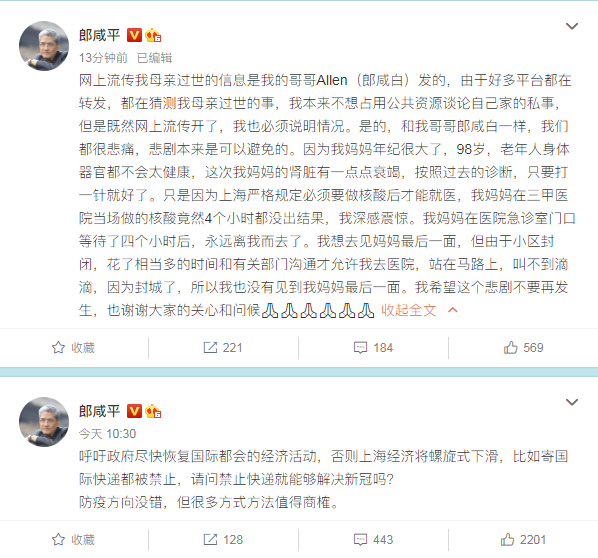 郎咸平
13分钟前 已编辑
网上流传我母亲过世的信息是我的哥哥Allen（郎咸白）发的，由于好多平台都在
转发，都在猜测我母亲过世的事，我本来不想占用公共资源谈论自己家的私事，
但是既然网上流传开了，我也必须说明情况。是的，和我哥哥郎咸白一样，我们
都很悲痛，悲剧本来是可以避免的。因为我妈妈年纪很大了，98岁，老年人身体
器官都不会太健康，这次我妈妈的肾脏有一点点衰竭，按照过去的诊断，只要打
一针就好了。只是因为上海严格规定必须要做核酸后才能就医，我妈妈在三甲医
院当场做的核酸竟然4个小时都没出结果，我深感震惊。我妈妈在医院急诊室门口
等待了四个小时后，永远离我而去了。我想去见妈妈最后一面，但由于小区封
闭，花了相当多的时间和有关部门沟通才允许我去医院，站在马路上，叫不到滴
滴，因为封城了，所以我也没有见到我妈妈最后一面。我希望这个悲剧不要再发
生，也谢谢大家的关心和问候🙏🙏🙏🙏🙏🙏 收起全文
收藏 221 184 569
郎咸平
今天 10:30
呼吁政府尽快恢复国际都会的经济活动，否则上海经济将螺旋式下滑，比如寄国
际快递都被禁止，请问禁止快递就能够解决新冠吗？
防疫方向没错，但很多方式方法值得商榷。
收藏 128 443 2201